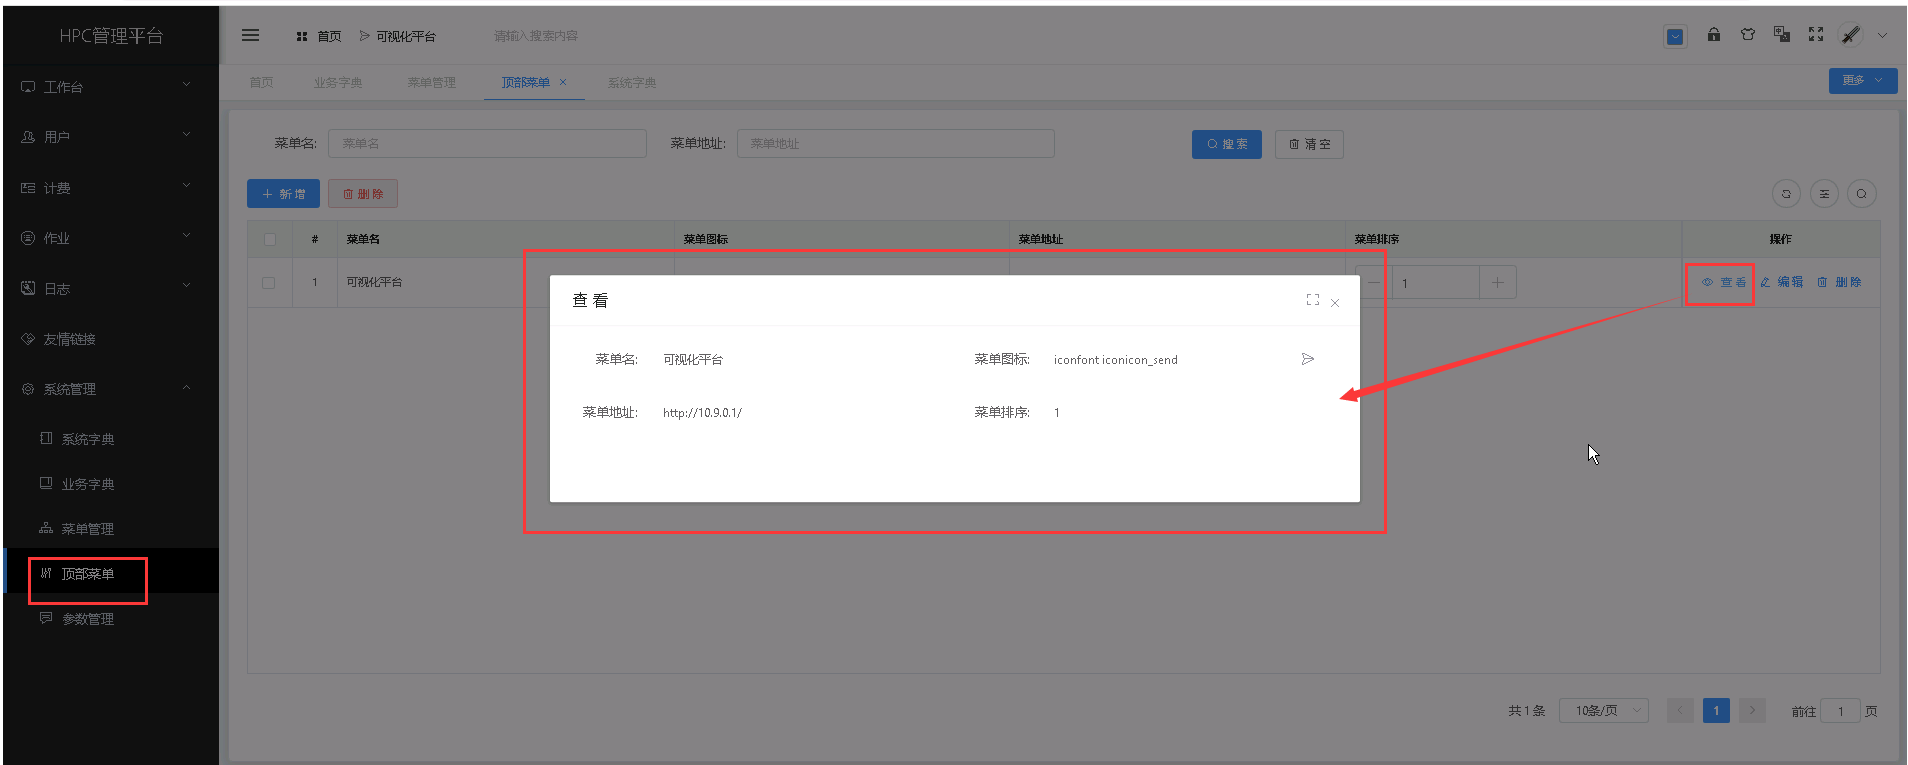 HPC管理平台
首页 可视化平台 请输入搜索内容
工作台
用户
计费
作业
日志
友情链接
系统管理
系统字典
业务字典
菜单管理
顶部菜单
参数管理
首页 业务字典 菜单管理 顶部菜单 × 系统字典 更多
菜单名: 菜单名 菜单地址: 菜单地址 搜索 清空
+ 新增 删除
# 菜单名 菜单图标 菜单地址 菜单排序 操作
1 可视化平台 — 1 + 查看 编辑 删除
查看 ×
菜单名: 可视化平台 菜单图标: iconfont iconicon_send
菜单地址: http://10.9.0.1/ 菜单排序: 1
共 1 条 10条/页 < 1 > 前往 1 页